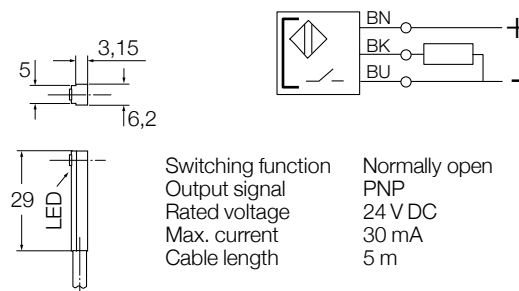 3,15
5
6,2
29
LED
BN
BK
BU
+
-
Switching function Normally open
Output signal PNP
Rated voltage 24 V DC
Max. current 30 mA
Cable length 5 m